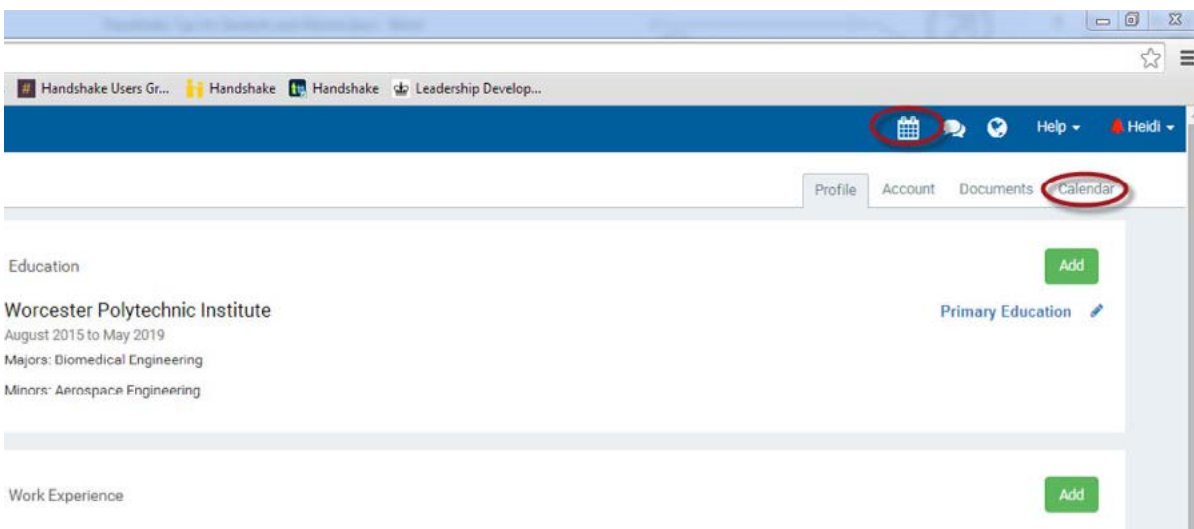 Handshake Users Gr... Handshake Handshake Leadership Develop...
Help Heidi
Profile Account Documents Calendar
Education Add
Worcester Polytechnic Institute Primary Education
August 2015 to May 2019
Majors: Biomedical Engineering
Minors: Aerospace Engineering
Work Experience Add